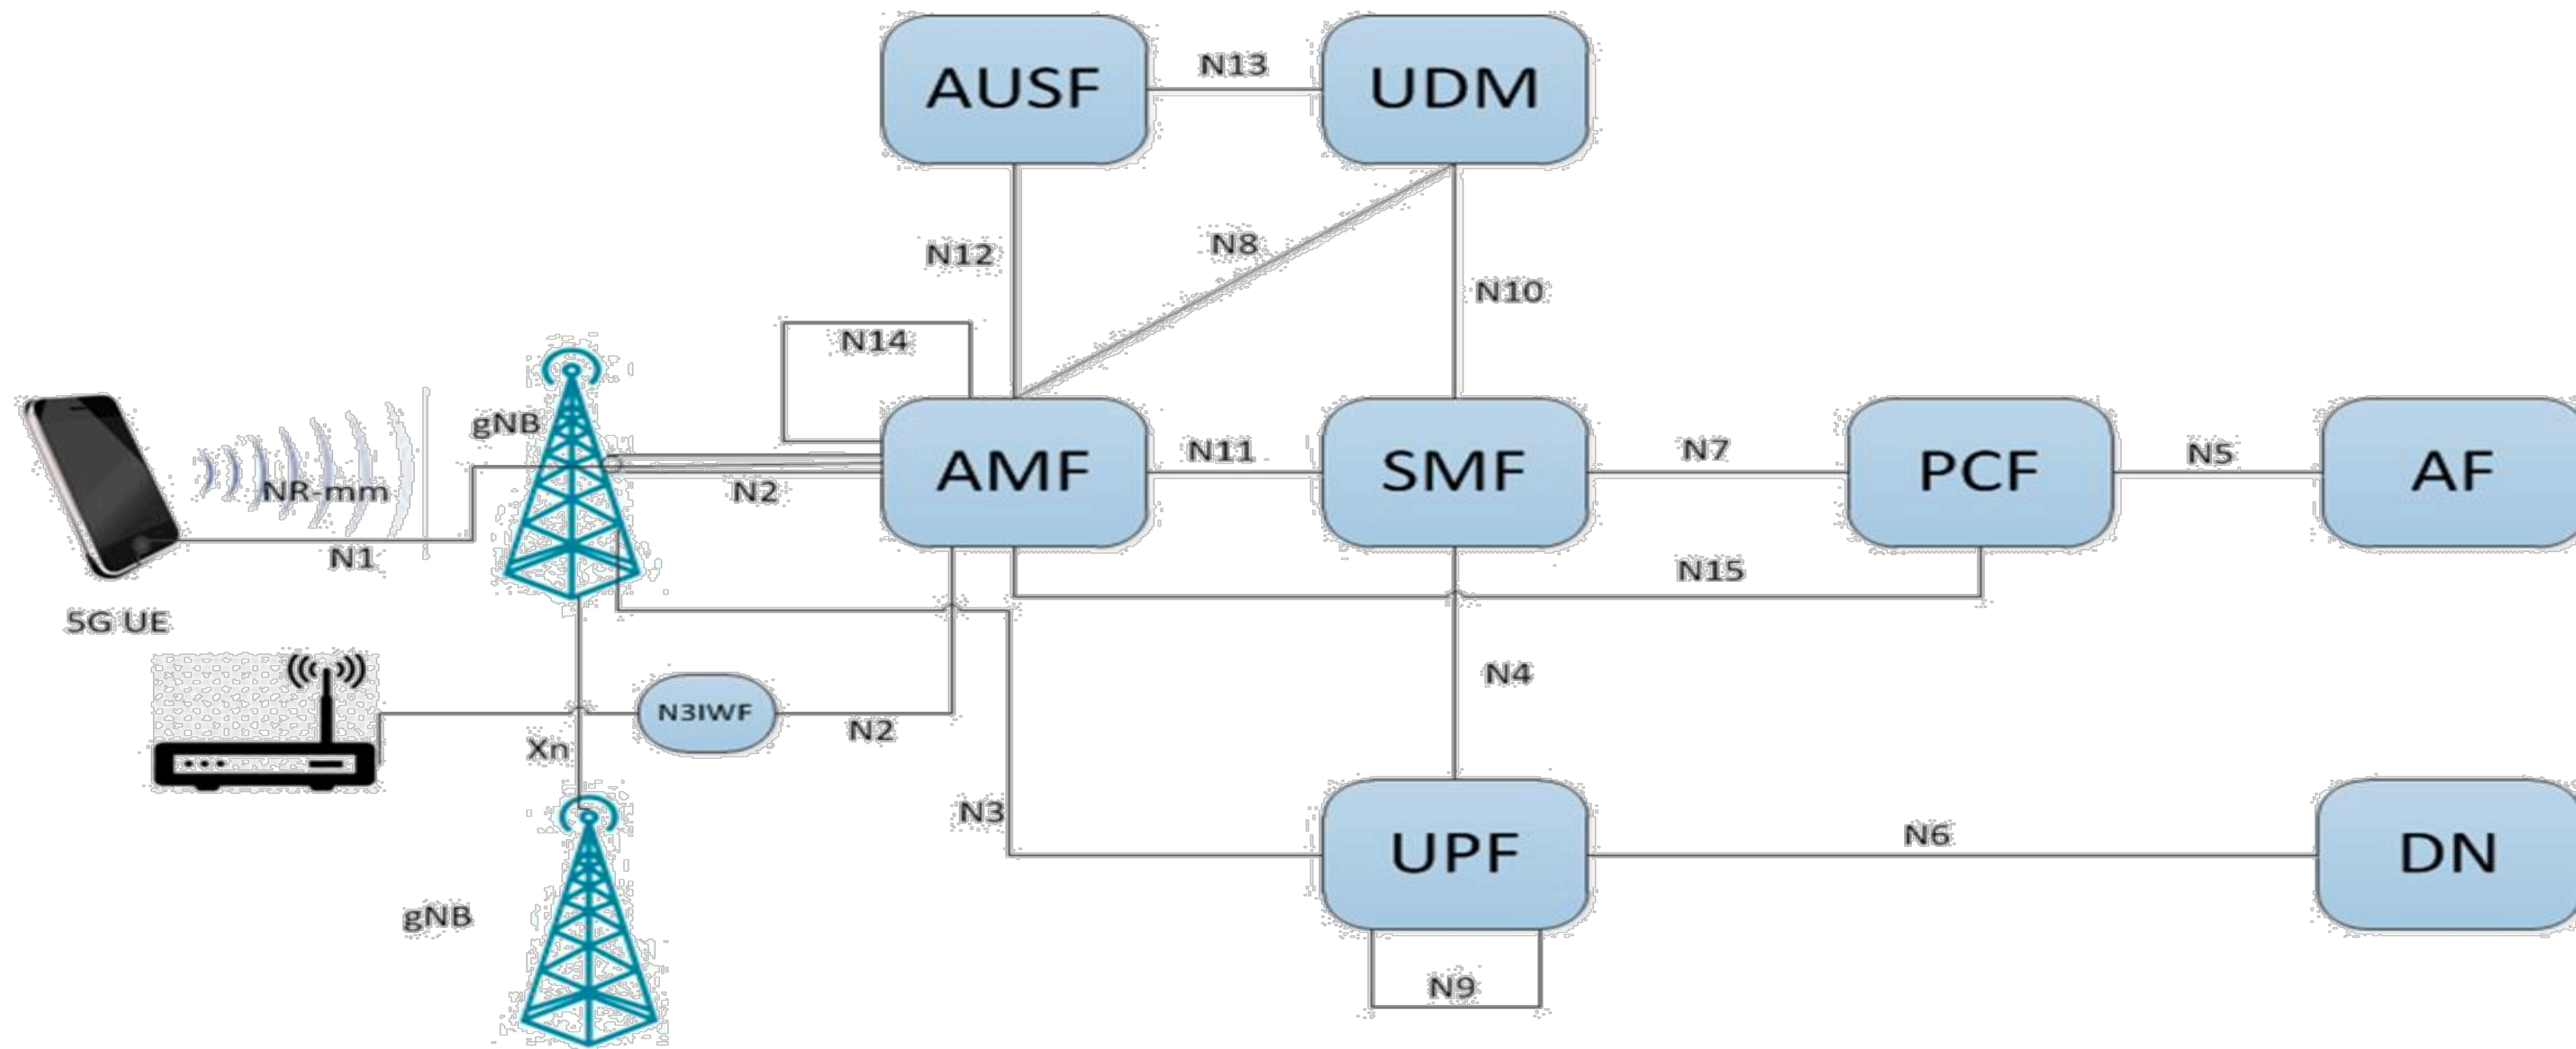 AUSF
N13
UDM
N12
N8
N10
N14
gNB
NR-mm
N1
N2
AMF
N11
SMF
N7
PCF
N5
AF
5G UE
N15
N3IWF
N2
Xn
N4
N3
UPF
N6
DN
gNB
N9